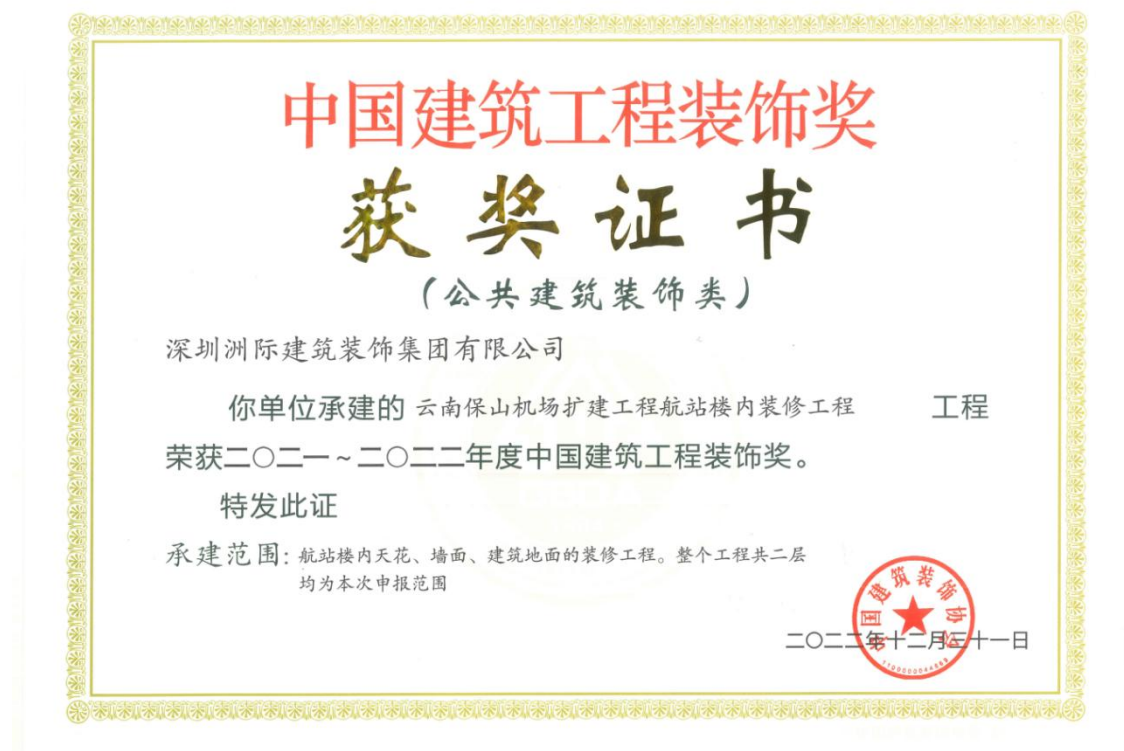 中国建筑工程装饰奖
获奖证书
(公共建筑装饰类)
深圳洲际建筑装饰集团有限公司
你单位承建的 云南保山机场扩建工程航站楼内装修工程 工程
荣获二〇二一~二〇二二年度中国建筑工程装饰奖。
特发此证
承建范围: 航站楼内天花、墙面、建筑地面的装修工程。整个工程共二层
均为本次申报范围
中国建筑装饰协会
二〇二二年十二月三十一日